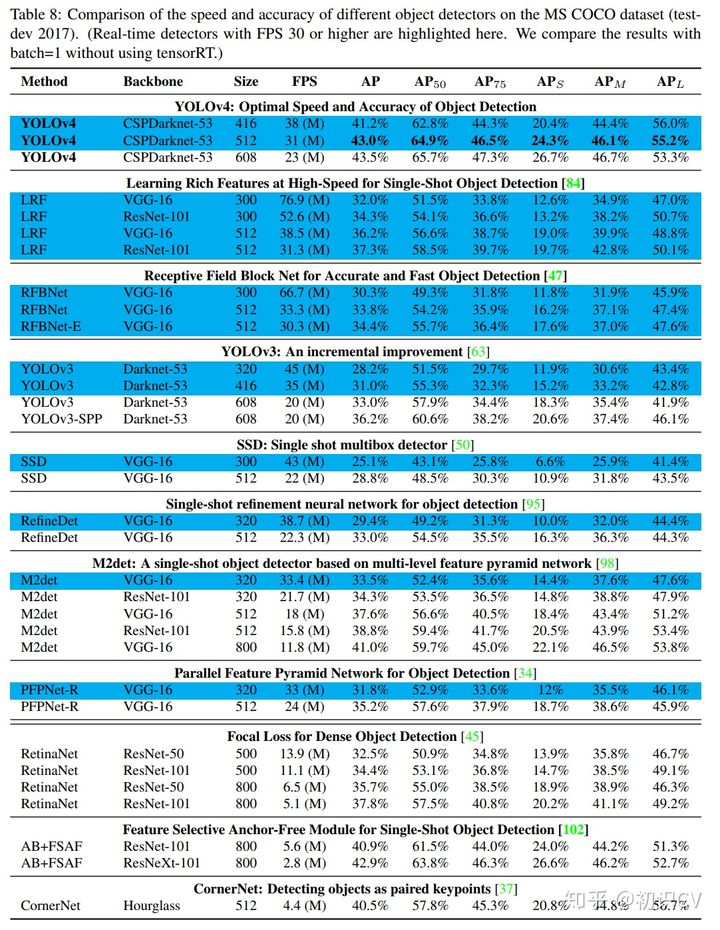 Table 8: Comparison of the speed and accuracy of different object detectors on the MS COCO dataset (test-
dev 2017). (Real-time detectors with FPS 30 or higher are highlighted here. We compare the results with
batch=1 without using tensorRT.)
Method Backbone Size FPS AP AP50 AP75 APS APM APL
YOLOv4: Optimal Speed and Accuracy of Object Detection
YOLOv4 CSPDarknet-53 416 38 (M) 41.2% 62.8% 44.3% 20.4% 44.4% 56.0%
YOLOv4 CSPDarknet-53 512 31 (M) 43.0% 64.9% 46.5% 24.3% 46.1% 55.2%
YOLOv4 CSPDarknet-53 608 23 (M) 43.5% 65.7% 47.3% 26.7% 46.7% 53.3%
Learning Rich Features at High-Speed for Single-Shot Object Detection [84]
LRF VGG-16 300 76.9 (M) 32.0% 51.5% 33.8% 12.6% 34.9% 47.0%
LRF ResNet-101 300 52.6 (M) 34.3% 54.1% 36.6% 13.2% 38.2% 50.7%
LRF VGG-16 512 38.5 (M) 36.2% 56.6% 38.7% 19.0% 39.9% 48.8%
LRF ResNet-101 512 31.3 (M) 37.3% 58.5% 39.7% 19.7% 42.8% 50.1%
Receptive Field Block Net for Accurate and Fast Object Detection [47]
RFBNet VGG-16 300 66.7 (M) 30.3% 49.3% 31.8% 11.8% 31.9% 45.9%
RFBNet VGG-16 512 33.3 (M) 33.8% 54.2% 35.9% 16.2% 37.1% 47.4%
RFBNet-E VGG-16 512 30.3 (M) 34.4% 55.7% 36.4% 17.6% 37.0% 47.6%
YOLOv3: An incremental improvement [63]
YOLOv3 Darknet-53 320 45 (M) 28.2% 51.5% 29.7% 11.9% 30.6% 43.4%
YOLOv3 Darknet-53 416 35 (M) 31.0% 55.3% 32.3% 15.2% 33.2% 42.8%
YOLOv3 Darknet-53 608 20 (M) 33.0% 57.9% 34.4% 18.3% 35.4% 41.9%
YOLOv3-SPP Darknet-53 608 20 (M) 36.2% 60.6% 38.2% 20.6% 37.4% 46.1%
SSD: Single shot multibox detector [50]
SSD VGG-16 300 43 (M) 25.1% 43.1% 25.8% 6.6% 25.9% 41.4%
SSD VGG-16 512 22 (M) 28.8% 48.5% 30.3% 10.9% 31.8% 43.5%
Single-shot refinement neural network for object detection [95]
RefineDet VGG-16 320 38.7 (M) 29.4% 49.2% 31.3% 10.0% 32.0% 44.4%
RefineDet VGG-16 512 22.3 (M) 33.0% 54.5% 35.5% 16.3% 36.3% 44.3%
M2det: A single-shot object detector based on multi-level feature pyramid network [98]
M2det VGG-16 320 33.4 (M) 33.5% 52.4% 35.6% 14.4% 37.6% 47.6%
M2det ResNet-101 320 21.7 (M) 34.3% 53.5% 36.5% 14.8% 38.8% 47.9%
M2det VGG-16 512 18 (M) 37.6% 56.6% 40.5% 18.4% 43.4% 51.2%
M2det ResNet-101 512 15.8 (M) 38.8% 59.4% 41.7% 20.5% 43.9% 53.4%
M2det VGG-16 800 11.8 (M) 41.0% 59.7% 45.0% 22.1% 46.5% 53.8%
Parallel Feature Pyramid Network for Object Detection [34]
PFPNet-R VGG-16 320 33 (M) 31.8% 52.9% 33.6% 12% 35.5% 46.1%
PFPNet-R VGG-16 512 24 (M) 35.2% 57.6% 37.9% 18.7% 38.6% 45.9%
Focal Loss for Dense Object Detection [45]
RetinaNet ResNet-50 500 13.9 (M) 32.5% 50.9% 34.8% 13.9% 35.8% 46.7%
RetinaNet ResNet-101 500 11.1 (M) 34.4% 53.1% 36.8% 14.7% 38.5% 49.1%
RetinaNet ResNet-50 800 6.5 (M) 35.7% 55.0% 38.5% 18.9% 38.9% 46.3%
RetinaNet ResNet-101 800 5.1 (M) 37.8% 57.5% 40.8% 20.2% 41.1% 49.2%
Feature Selective Anchor-Free Module for Single-Shot Object Detection [102]
AB+FSAF ResNet-101 800 5.6 (M) 40.9% 61.5% 44.0% 24.0% 44.2% 51.3%
AB+FSAF ResNeXt-101 800 2.8 (M) 42.9% 63.8% 46.3% 26.6% 46.2% 52.7%
CornerNet: Detecting objects as paired keypoints [37]
CornerNet Hourglass 512 4.4 (M) 40.5% 57.8% 45.3% 20.8% 44.8% 56.7%
知乎 @初识CV